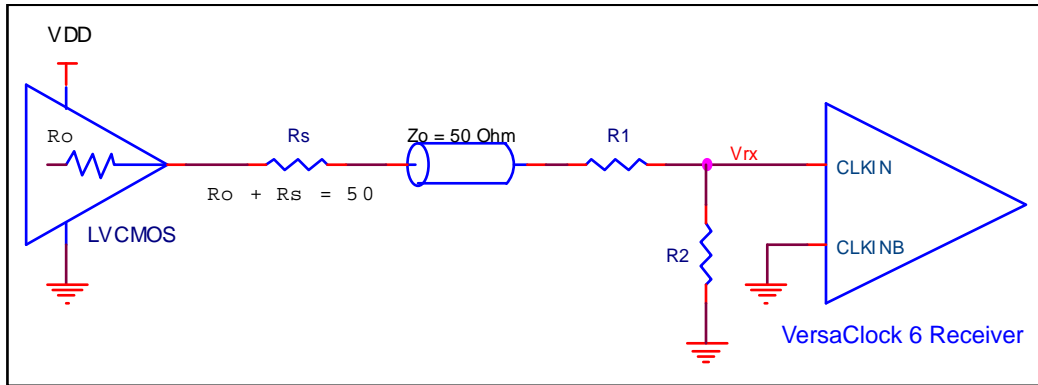 VDD
Ro
Rs
Zo = 50 Ohm
R1
Vrx
CLKIN
Ro + Rs = 50
LVCMOS
R2
CLKINB
VersaClock 6 Receiver